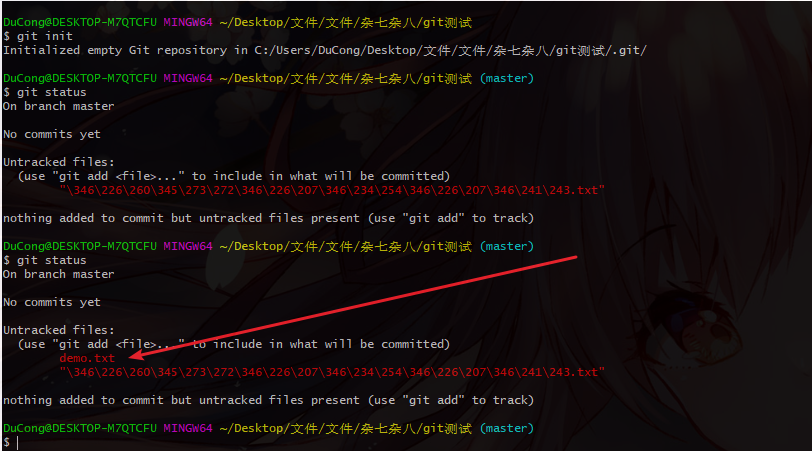 DuCong@DESKTOP-M7QTCFU MINGW64 ~/Desktop/文件/文件/杂七杂八/git测试
$ git init
Initialized empty Git repository in C:/Users/DuCong/Desktop/文件/文件/杂七杂八/git测试/.git/
DuCong@DESKTOP-M7QTCFU MINGW64 ~/Desktop/文件/文件/杂七杂八/git测试 (master)
$ git status
On branch master
No commits yet
Untracked files:
(use "git add <file>..." to include in what will be committed)
"\346\226\260\345\273\272\346\226\207\346\234\254\346\226\207\346\241\243.txt"
nothing added to commit but untracked files present (use "git add" to track)
DuCong@DESKTOP-M7QTCFU MINGW64 ~/Desktop/文件/文件/杂七杂八/git测试 (master)
$ git status
On branch master
No commits yet
Untracked files:
(use "git add <file>..." to include in what will be committed)
demo.txt
"\346\226\260\345\273\272\346\226\207\346\234\254\346\226\207\346\241\243.txt"
nothing added to commit but untracked files present (use "git add" to track)
DuCong@DESKTOP-M7QTCFU MINGW64 ~/Desktop/文件/文件/杂七杂八/git测试 (master)
$